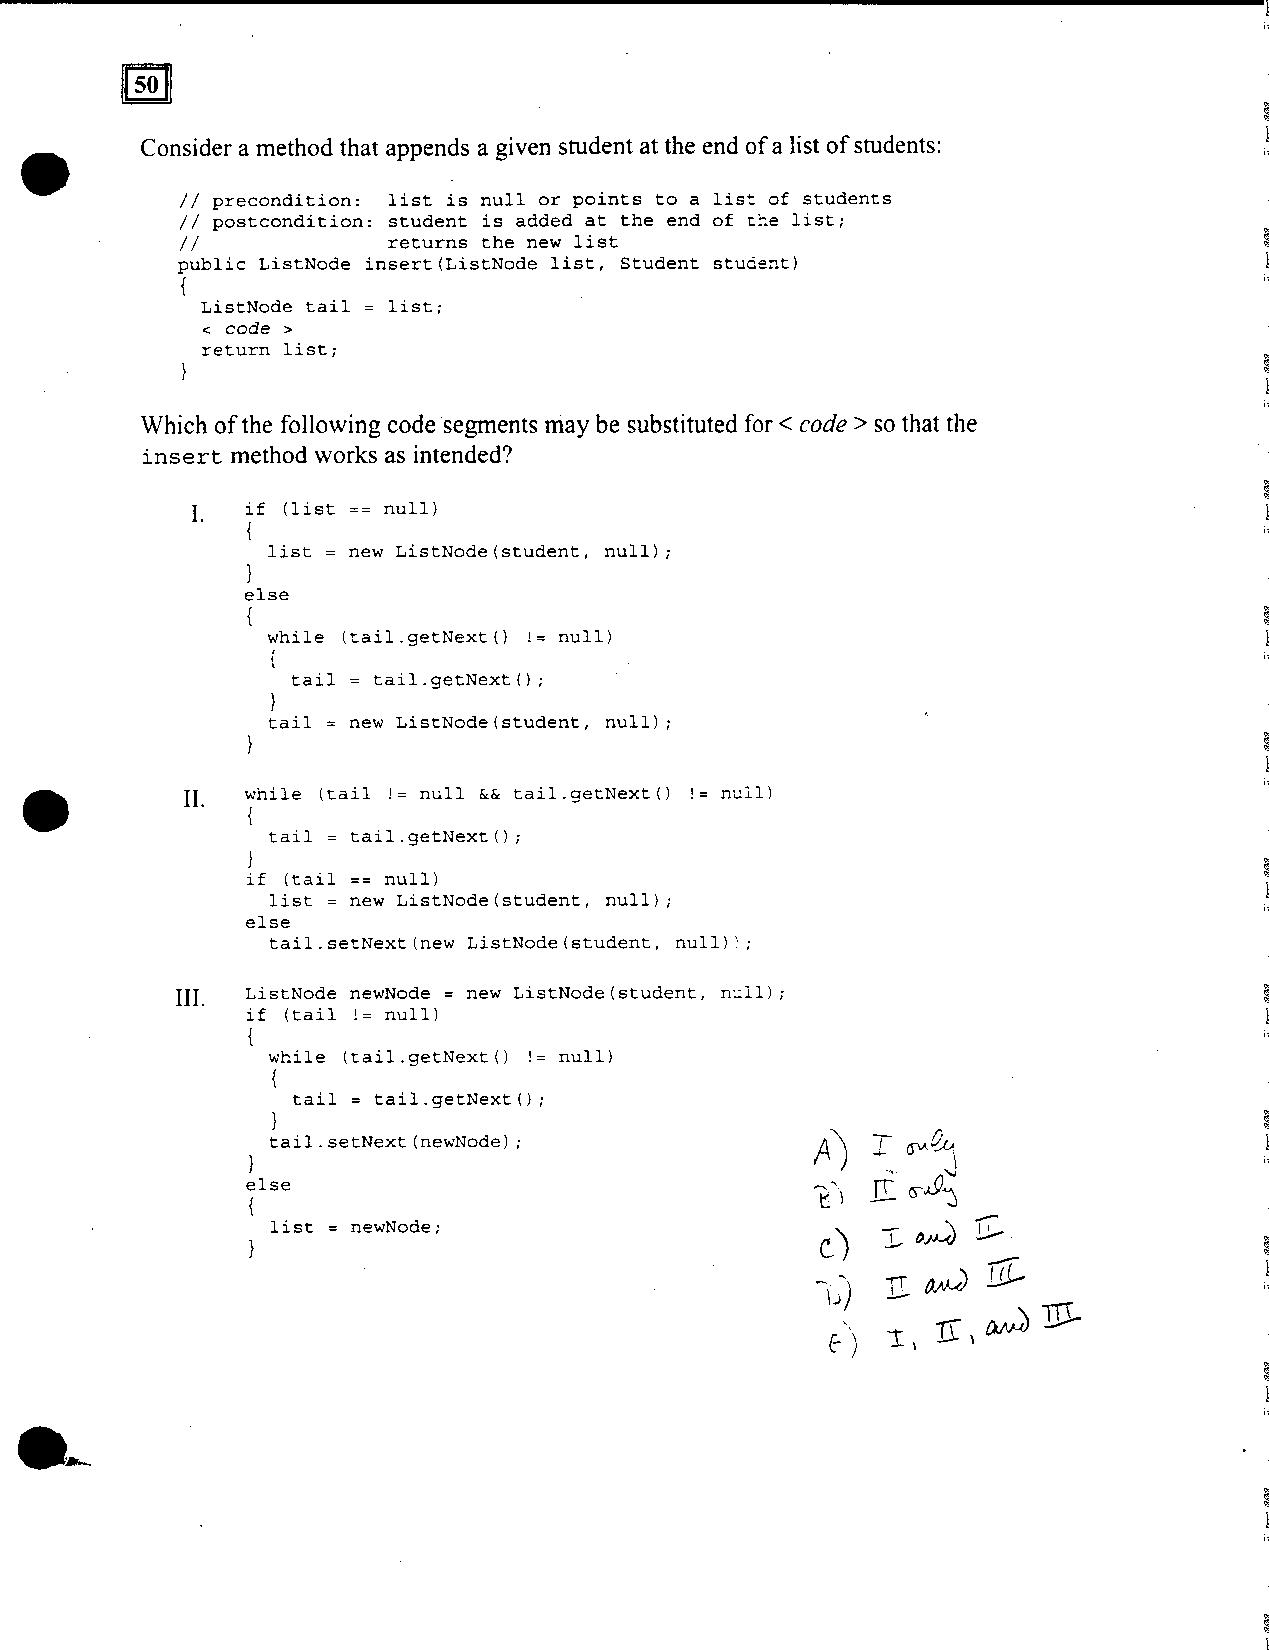 50
Consider a method that appends a given student at the end of a list of students:
// precondition:  list is null or points to a list of students
// postcondition: student is added at the end of the list;
//                returns the new list
public ListNode insert(ListNode list, Student student)
{
  ListNode tail = list;
  < code >
  return list;
}
Which of the following code segments may be substituted for < code > so that the
insert method works as intended?
I. if (list == null)
{
  list = new ListNode(student, null);
}
else
{
  while (tail.getNext() != null)
  {
    tail = tail.getNext();
  }
  tail = new ListNode(student, null);
}
II. while (tail != null && tail.getNext() != null)
{
  tail = tail.getNext();
}
if (tail == null)
  list = new ListNode(student, null);
else
  tail.setNext(new ListNode(student, null));
III. ListNode newNode = new ListNode(student, null);
if (tail != null)
{
  while (tail.getNext() != null)
  {
    tail = tail.getNext();
  }
  tail.setNext(newNode);
}
else
{
  list = newNode;
}
A) I only
B) II only
C) I and II
D) II and III
E) I, II, and III